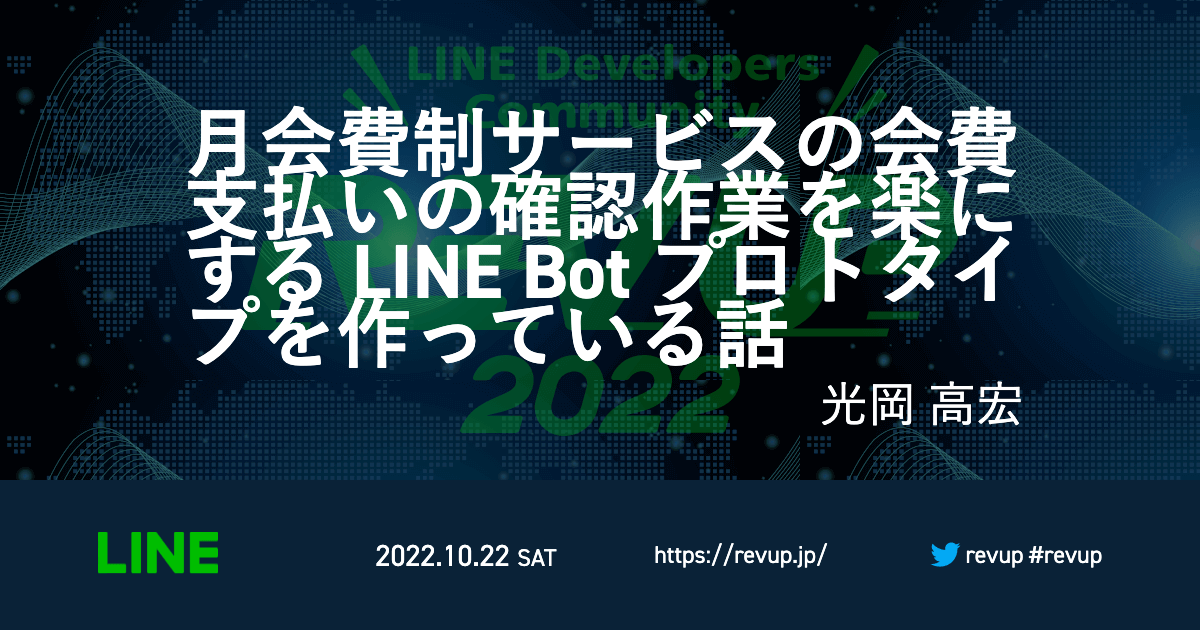 LINE Developers
Community
REV UP
2022
月会費制サービスの会費
支払いの確認作業を楽に
する LINE Bot プロトタイ
プを作っている話
光岡 高宏
LINE
2022.10.22 SAT
https://revup.jp/
revup #revup